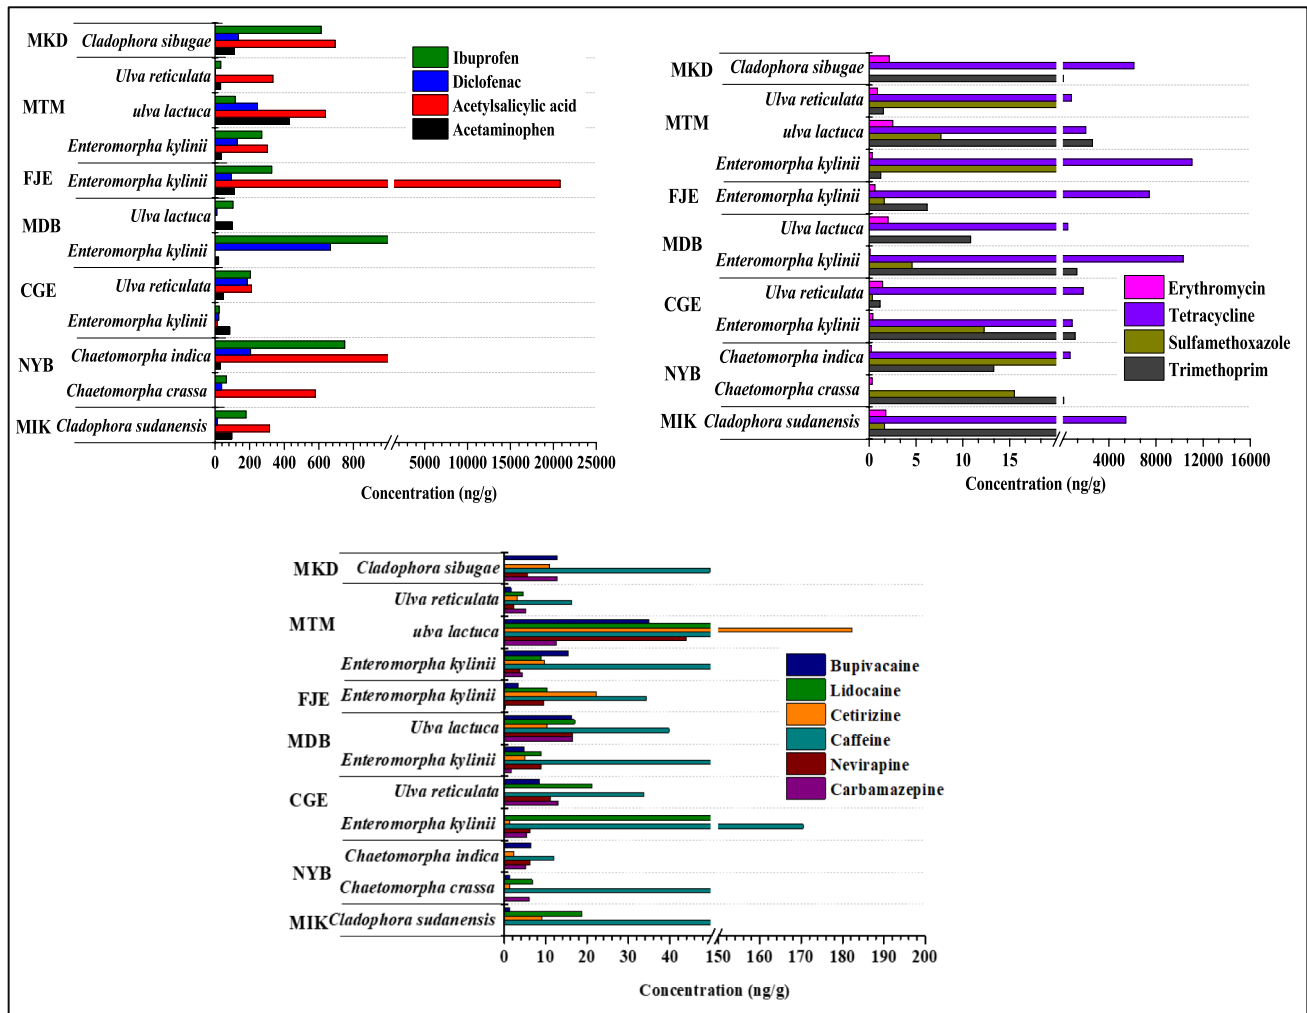 MKD Cladophora sibugae
Ulva reticulata
MTM ulva lactuca
Enteromorpha kylinii
FJE Enteromorpha kylinii
MDB Ulva lactuca
Enteromorpha kylinii
CGE Ulva reticulata
Enteromorpha kylinii
NYB Chaetomorpha indica
Chaetomorpha crassa
MIK Cladophora sudanensis
Ibuprofen
Diclofenac
Acetylsalicylic acid
Acetaminophen
0 200 400 600 800 5000 10000 15000 20000 25000
Concentration (ng/g)
MKD Cladophora sibugae
Ulva reticulata
MTM ulva lactuca
Enteromorpha kylinii
FJE Enteromorpha kylinii
MDB Ulva lactuca
Enteromorpha kylinii
CGE Ulva reticulata
Enteromorpha kylinii
NYB Chaetomorpha indica
Chaetomorpha crassa
MIK Cladophora sudanensis
Erythromycin
Tetracycline
Sulfamethoxazole
Trimethoprim
0 5 10 15 4000 8000 12000 16000
Concentration (ng/g)
MKD Cladophora sibugae
Ulva reticulata
MTM ulva lactuca
Enteromorpha kylinii
FJE Enteromorpha kylinii
MDB Ulva lactuca
Enteromorpha kylinii
CGE Ulva reticulata
Enteromorpha kylinii
NYB Chaetomorpha indica
Chaetomorpha crassa
MIK Cladophora sudanensis
Bupivacaine
Lidocaine
Cetirizine
Caffeine
Nevirapine
Carbamazepine
0 10 20 30 40 160 170 180 190 200
Concentration (ng/g)